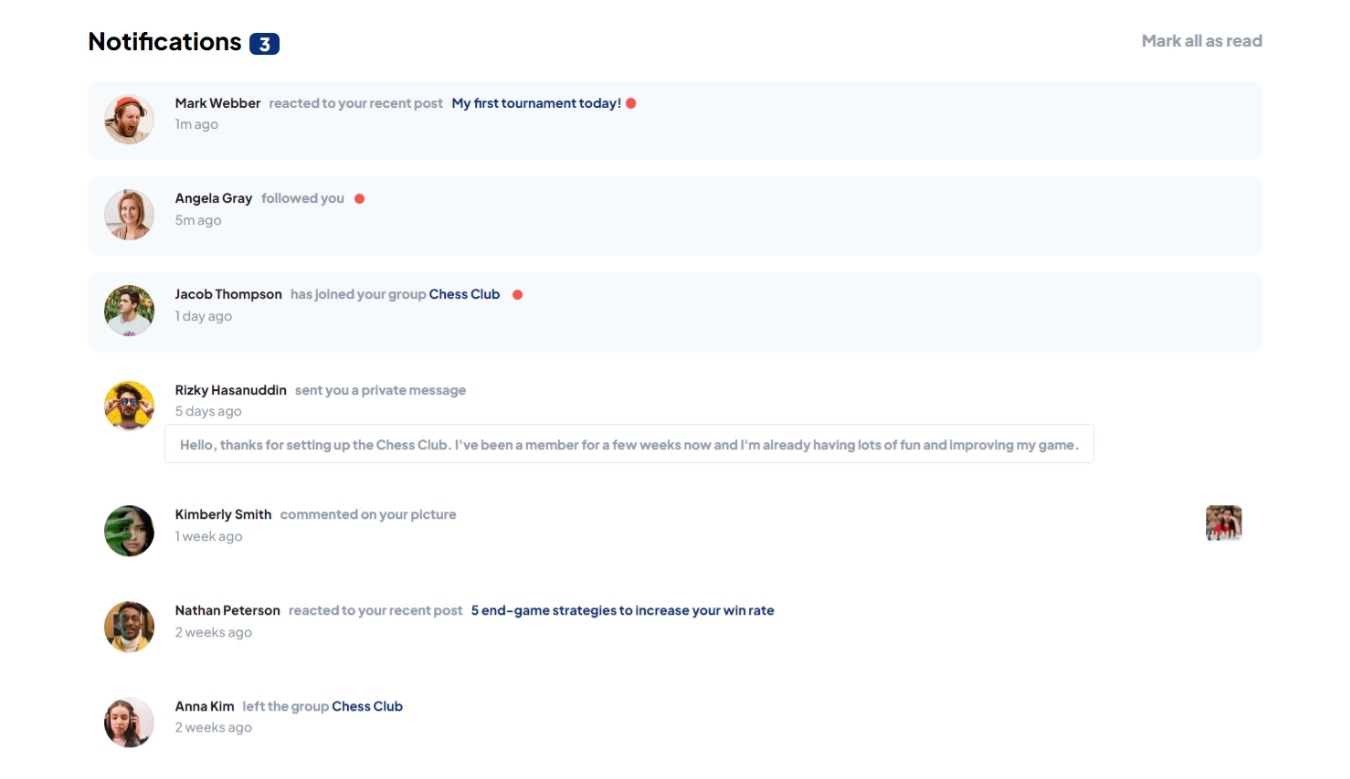 Notifications 3
Mark all as read
Mark Webber reacted to your recent post My first tournament today!
1m ago
Angela Gray followed you
5m ago
Jacob Thompson has joined your group Chess Club
1 day ago
Rizky Hasanuddin sent you a private message
5 days ago
Hello, thanks for setting up the Chess Club. I've been a member for a few weeks now and I'm already having lots of fun and improving my game.
Kimberly Smith commented on your picture
1 week ago
Nathan Peterson reacted to your recent post 5 end-game strategies to increase your win rate
2 weeks ago
Anna Kim left the group Chess Club
2 weeks ago